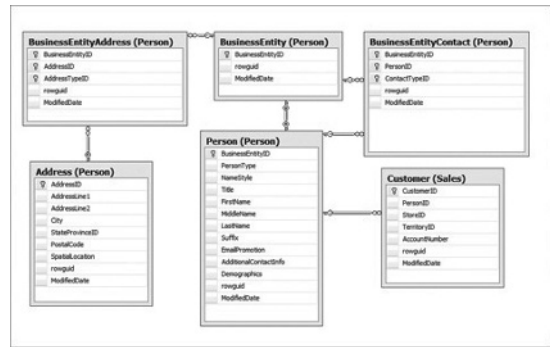 BusinessEntityAddress (Person)
BusinessEntityID
AddressID
AddressTypeID
rowguid
ModifiedDate
BusinessEntity (Person)
BusinessEntityID
rowguid
ModifiedDate
BusinessEntityContact (Person)
BusinessEntityID
PersonID
ContactTypeID
rowguid
ModifiedDate
Address (Person)
AddressID
AddressLine1
AddressLine2
City
StateProvinceID
PostalCode
SpatialLocation
rowguid
ModifiedDate
Person (Person)
BusinessEntityID
PersonType
NameStyle
Title
FirstName
MiddleName
LastName
Suffix
EmailPromotion
AdditionalContactInfo
Demographics
rowguid
ModifiedDate
Customer (Sales)
CustomerID
PersonID
StoreID
TerritoryID
AccountNumber
rowguid
ModifiedDate